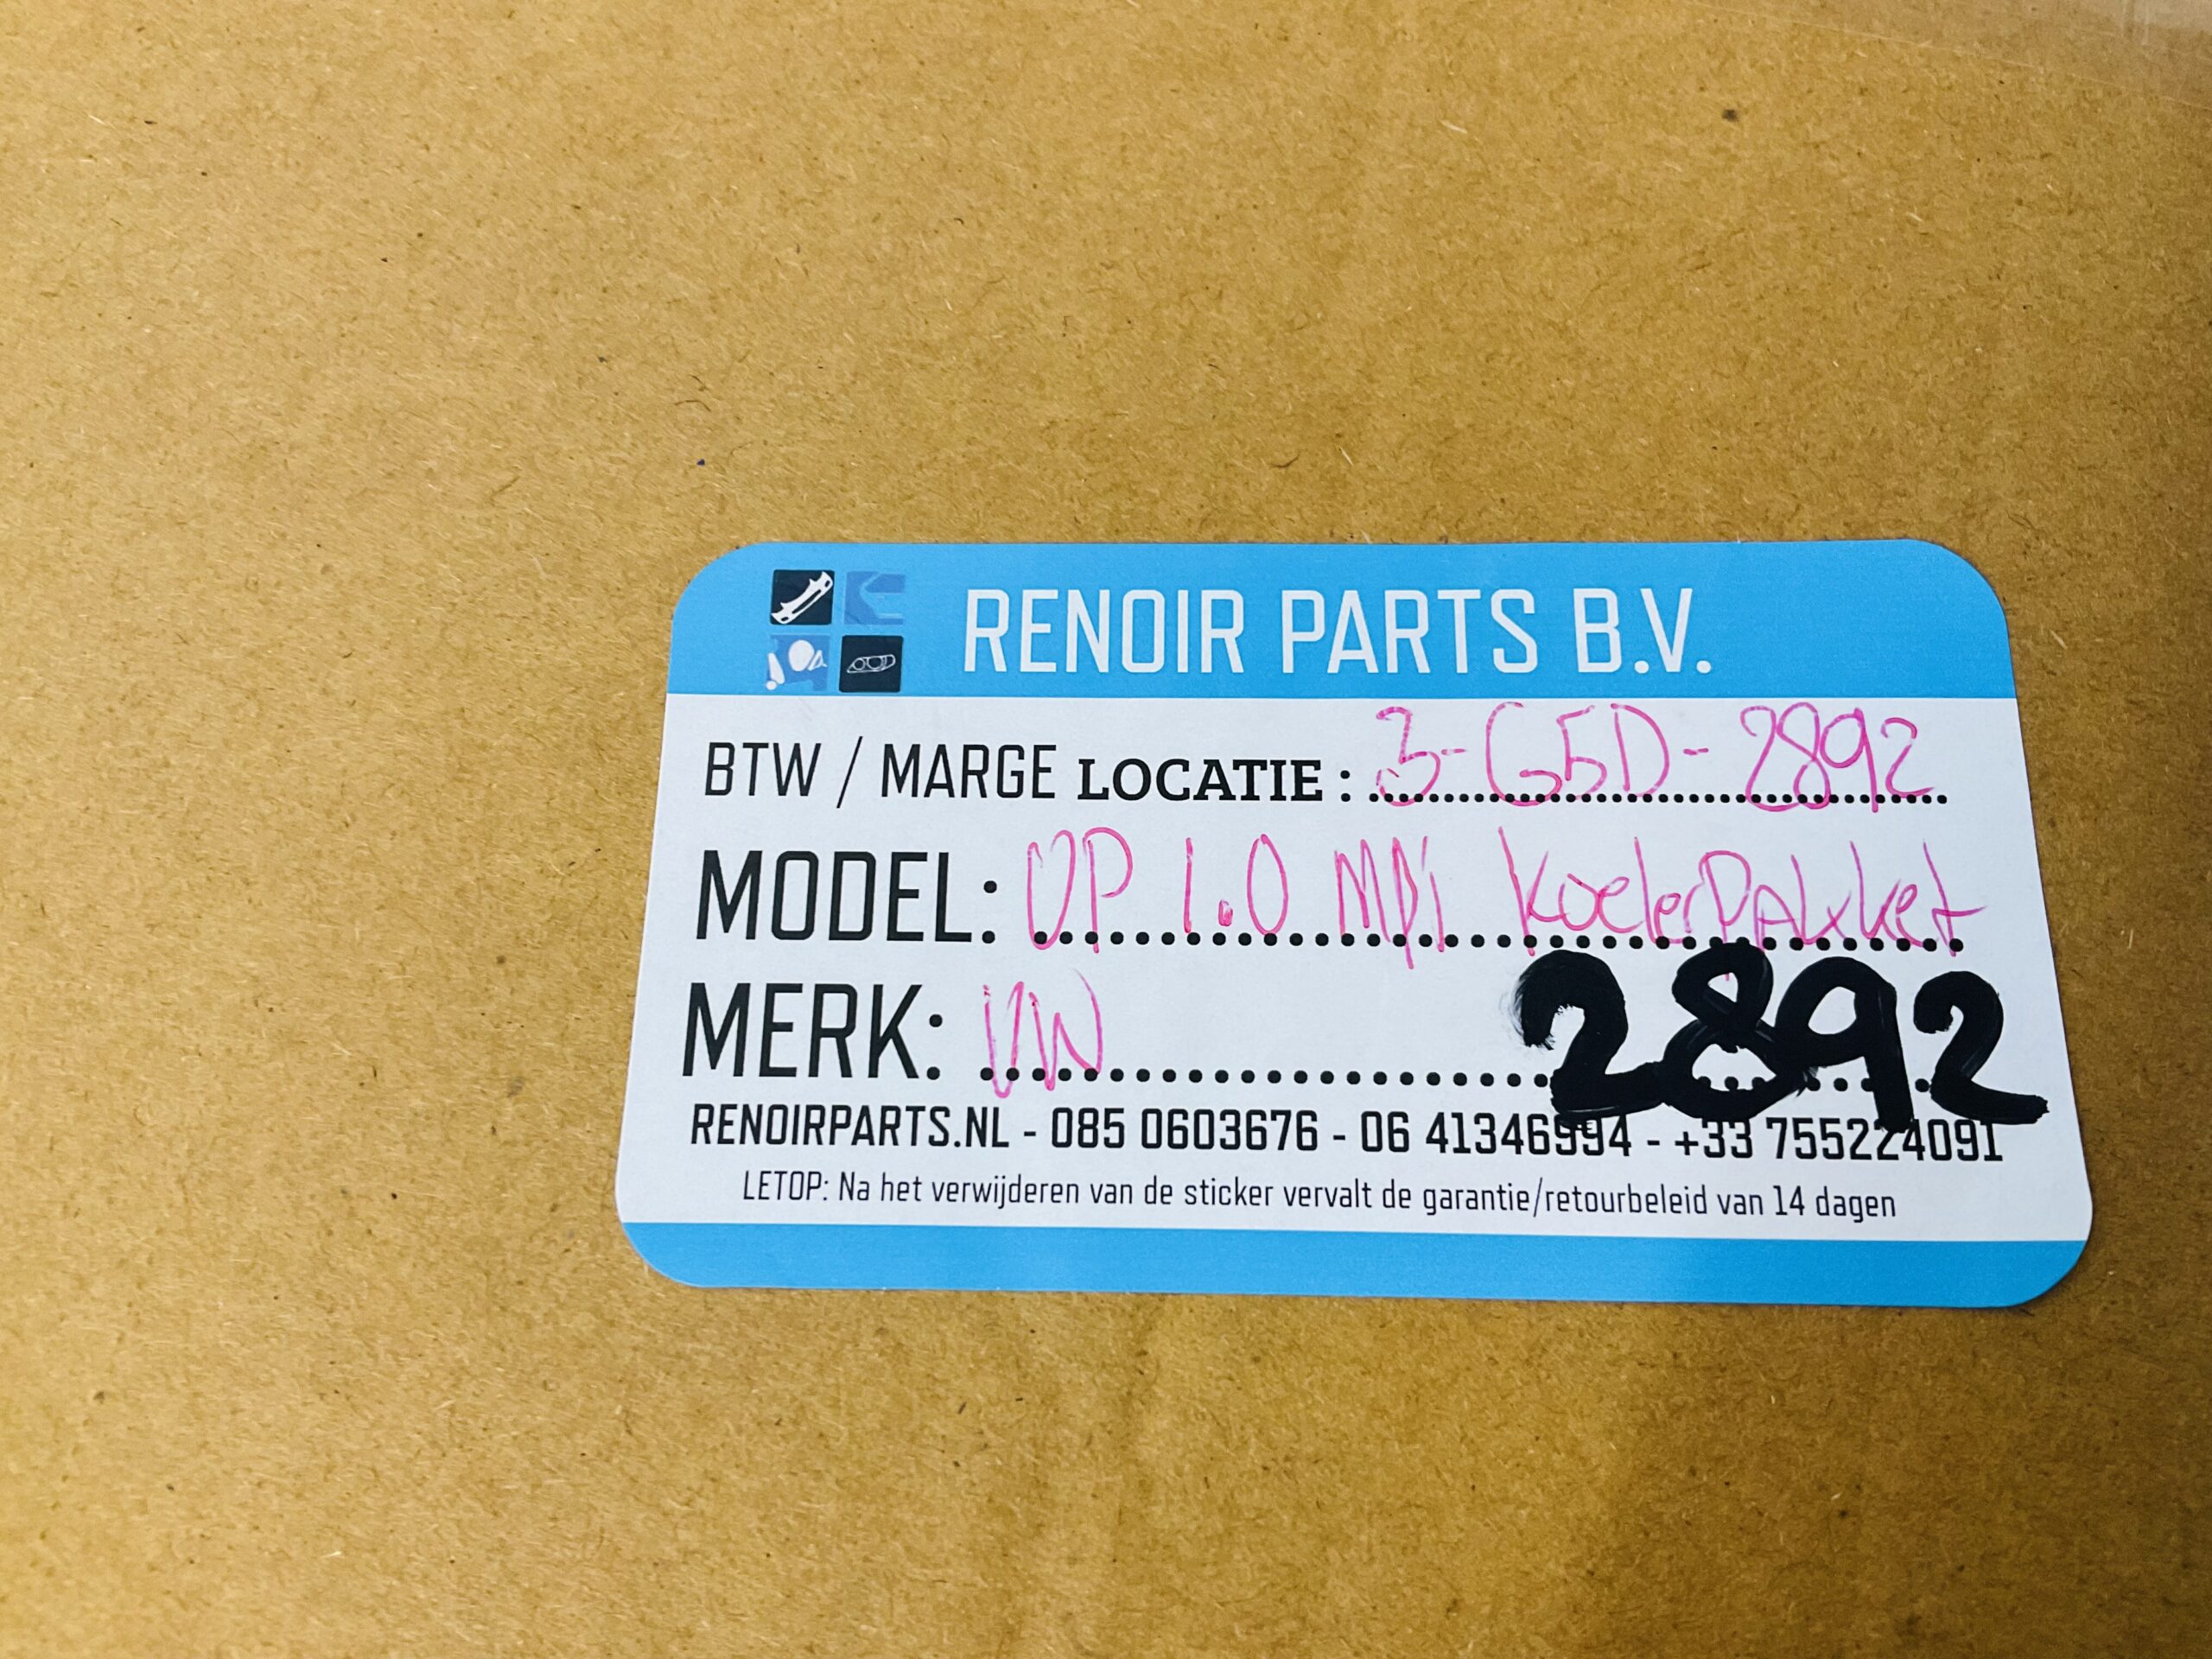 RENOIR PARTS B.V.
BTW / MARGE LOCATIE : 3-G5D-2892
MODEL: UP 1.0 MPi KoelerPakket
MERK: VW
2892
RENOIRPARTS.NL - 085 0603676 - 06 41346994 - +33 755224091
LETOP: Na het verwijderen van de sticker vervalt de garantie/retourbeleid van 14 dagen